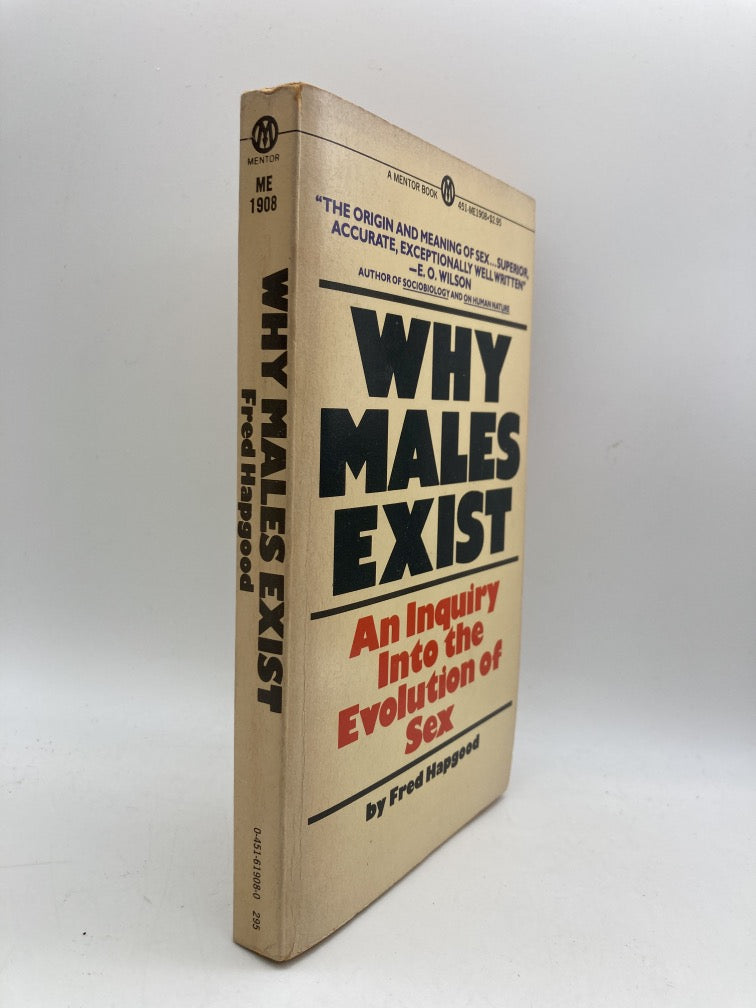 MENTOR
ME
1908
WHY MALES EXIST
Fred Hapgood
0-451-61908-0 295
A MENTOR BOOK
451-ME1908•$2.95
"THE ORIGIN AND MEANING OF SEX...SUPERIOR,
ACCURATE, EXCEPTIONALLY WELL WRITTEN"
—E. O. WILSON
AUTHOR OF SOCIOBIOLOGY AND ON HUMAN NATURE
WHY
MALES
EXIST
An Inquiry
Into the
Evolution of
Sex
by Fred Hapgood